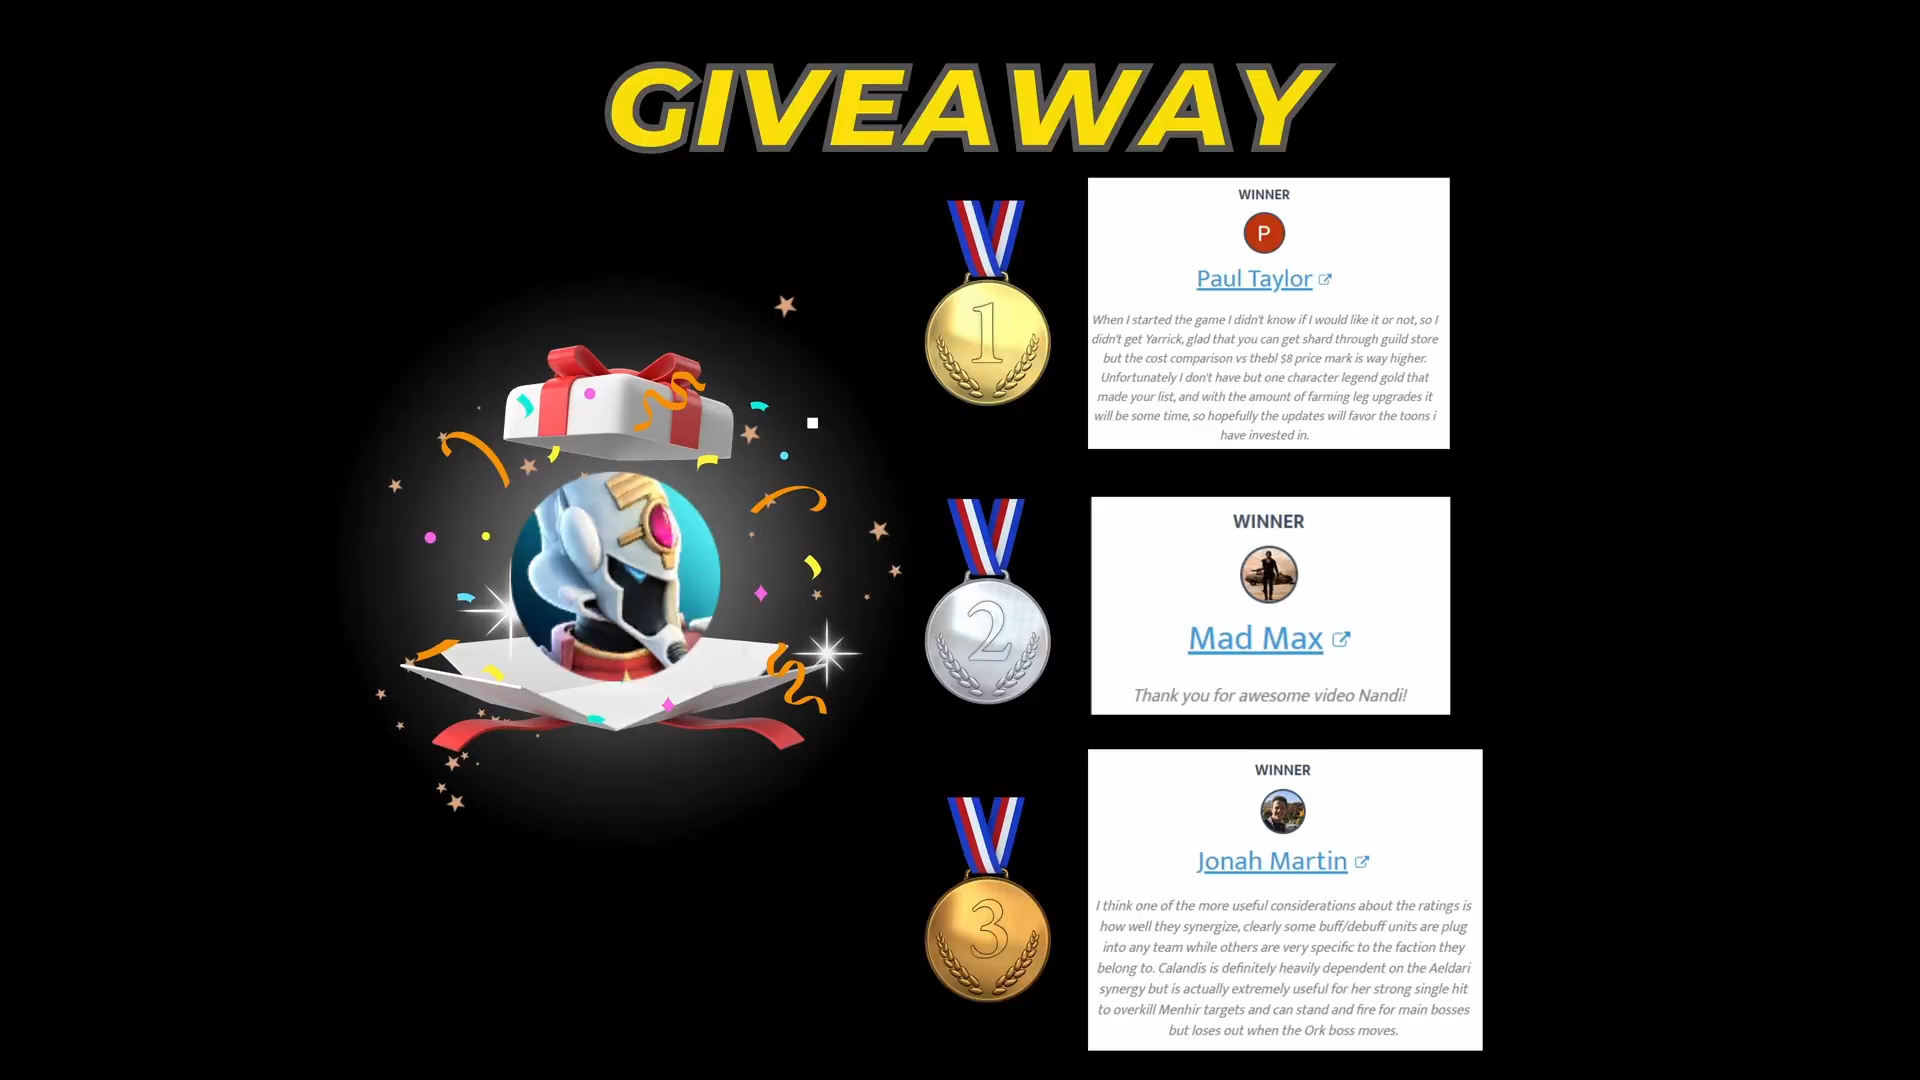 GIVEAWAY
1
WINNER
P
Paul Taylor
When I started the game I didn't know if I would like it or not, so I
didn't get Yarrick, glad that you can get shard through guild store
but the cost comparison vs thebl $8 price mark is way higher.
Unfortunately I don't have but one character legend gold that
made your list, and with the amount of farming leg upgrades it
will be some time, so hopefully the updates will favor the toons i
have invested in.
2
WINNER
Mad Max
Thank you for awesome video Nandi!
3
WINNER
Jonah Martin
I think one of the more useful considerations about the ratings is
how well they synergize, clearly some buff/debuff units are plug
into any team while others are very specific to the faction they
belong to. Calandis is definitely heavily dependent on the Aeldari
synergy but is actually extremely useful for her strong single hit
to overkill Menhir targets and can stand and fire for main bosses
but loses out when the Ork boss moves.